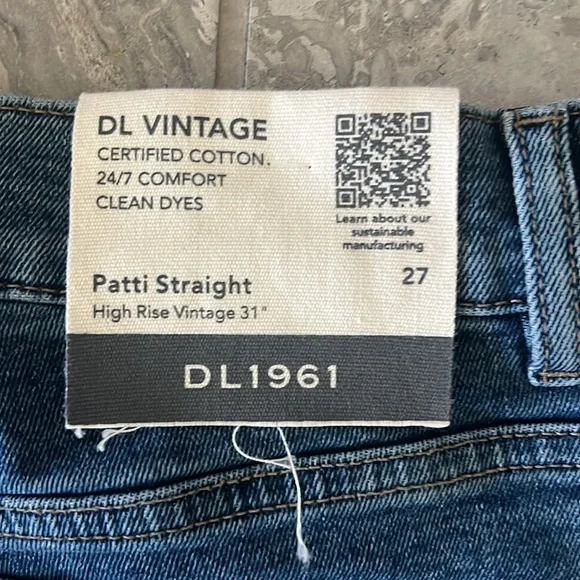 DL VINTAGE
CERTIFIED COTTON.
24/7 COMFORT
CLEAN DYES
Learn about our
sustainable
manufacturing
Patti Straight
27
High Rise Vintage 31"
DL1961